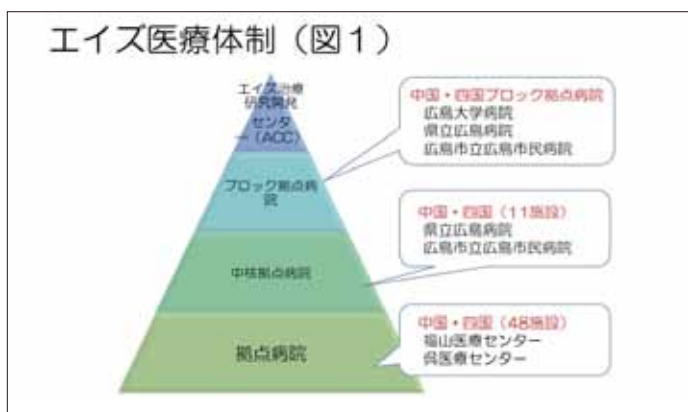 エイズ医療体制（図１）
エイズ治療
研究開発
センタ
ー（ACC）
ブロック拠点病
院
中核拠点病院
拠点病院
中国・四国ブロック拠点病院
広島大学病院
県立広島病院
広島市立広島市民病院
中国・四国（11施設）
県立広島病院
広島市立広島市民病院
中国・四国（48施設）
福山医療センター
呉医療センター